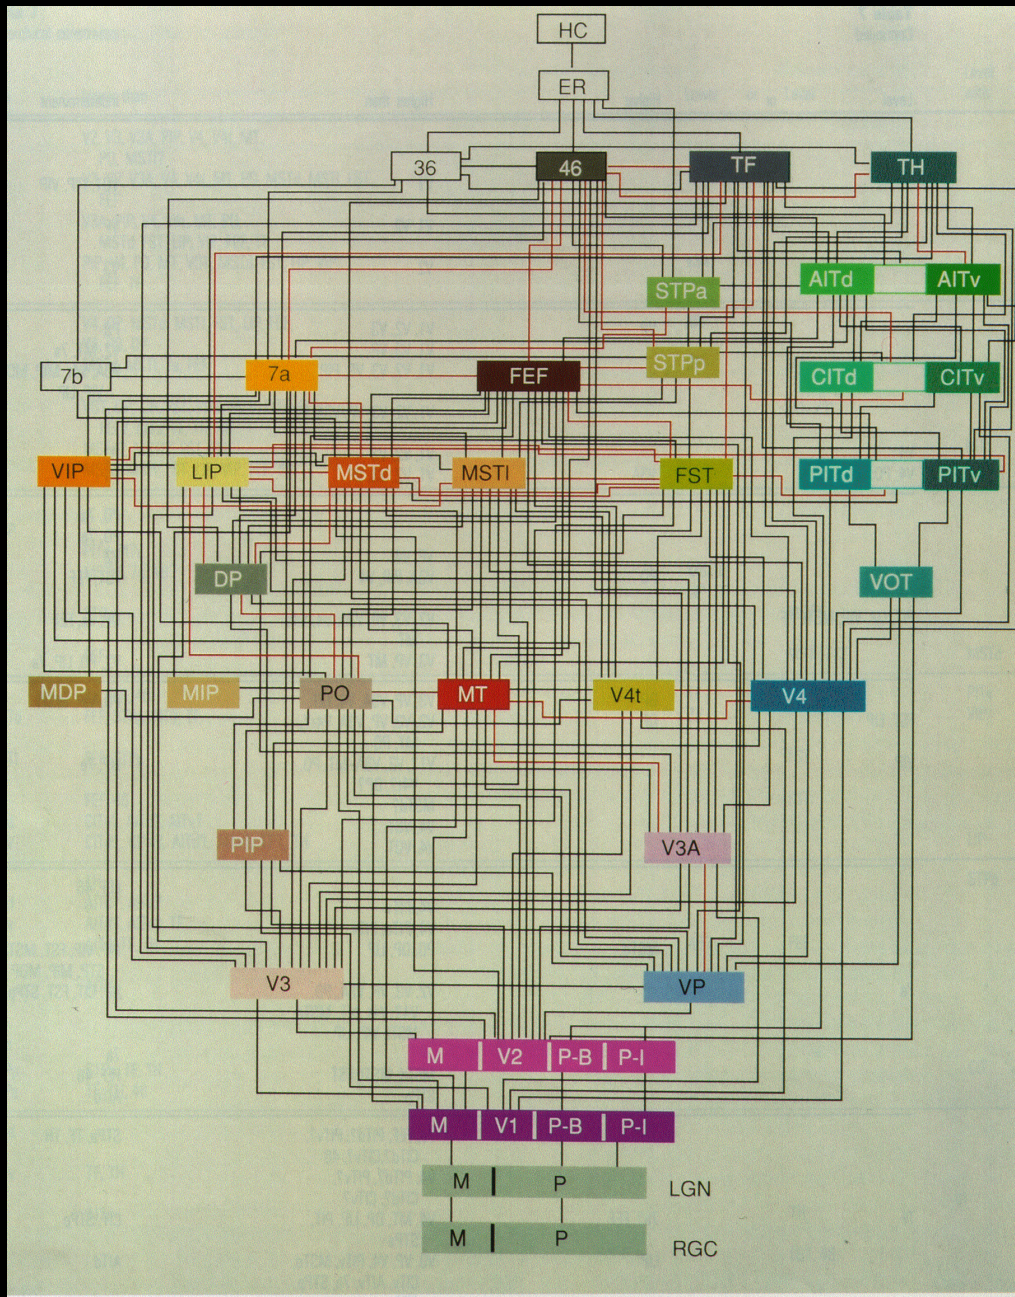 HC
ER
36 46 TF TH
STPa AITd AITv
7b 7a FEF STPp CITd CITv
VIP LIP MSTd MSTl FST PITd PITv
DP VOT
MDP MIP PO MT V4t V4
PIP V3A
V3 VP
M V2 P-B P-I
M V1 P-B P-I
M P LGN
M P RGC